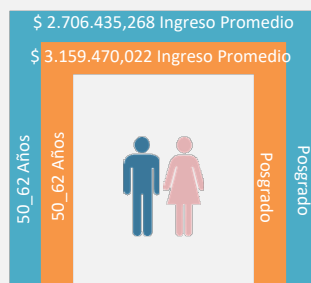 $ 2.706.435,268 Ingreso Promedio
$ 3.159.470,022 Ingreso Promedio
50_62 Años
50_62 Años
Posgrado
Posgrado